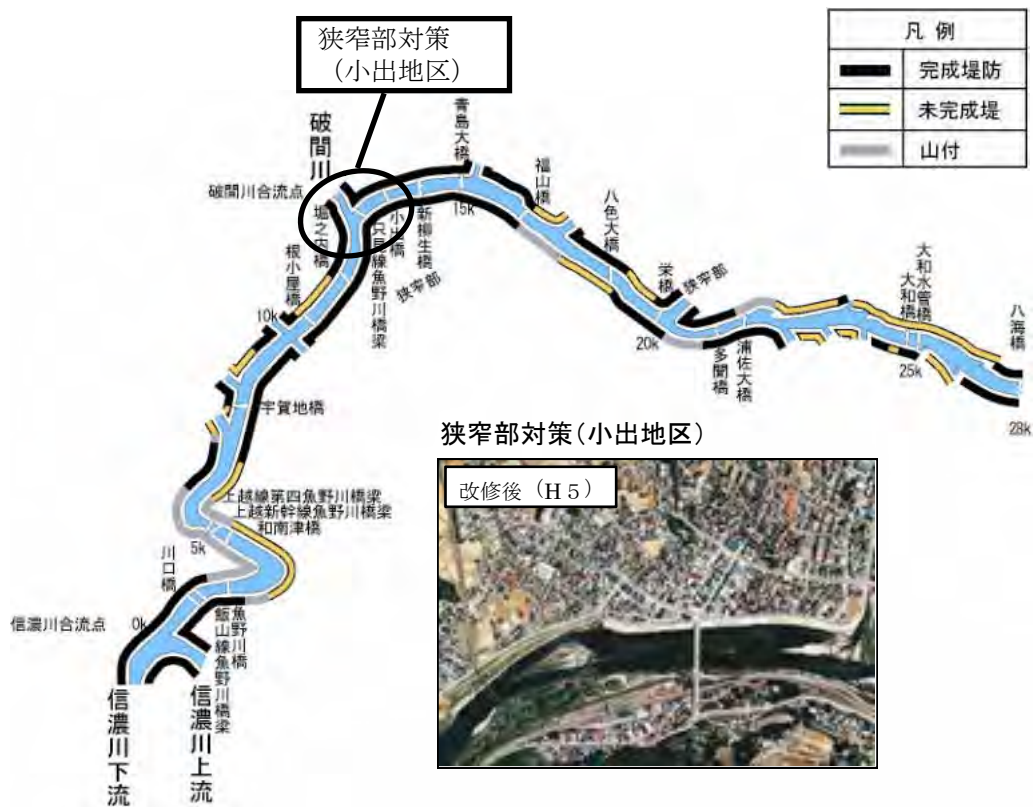 狭窄部対策
（小出地区）
凡 例
完成堤防
未完成堤
山付
破間川
破間川合流点
堀之内橋
根小屋橋
10k
只見線魚野川橋梁
小出橋
新柳生橋
狭窄部
青島大橋
15k
福山橋
八色大橋
栄橋
狭窄部
20k
多聞橋
浦佐大橋
大和橋
大和水管橋
25k
八海橋
28k
宇賀地橋
上越線第四魚野川橋梁
上越新幹線魚野川橋梁
和南津橋
5k
川口橋
信濃川合流点
0k
魚野川橋
飯山線魚野川橋梁
信濃川下流
信濃川上流
狭窄部対策（小出地区）
改修後（H５）